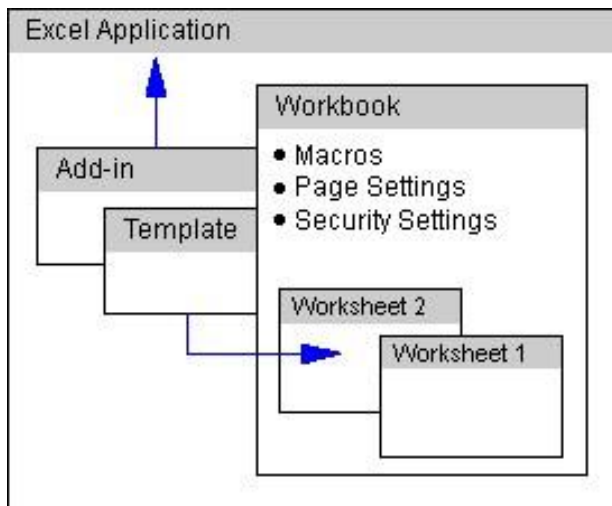 Excel Application
Workbook
● Macros
● Page Settings
● Security Settings
Add-in
Template
Worksheet 2
Worksheet 1